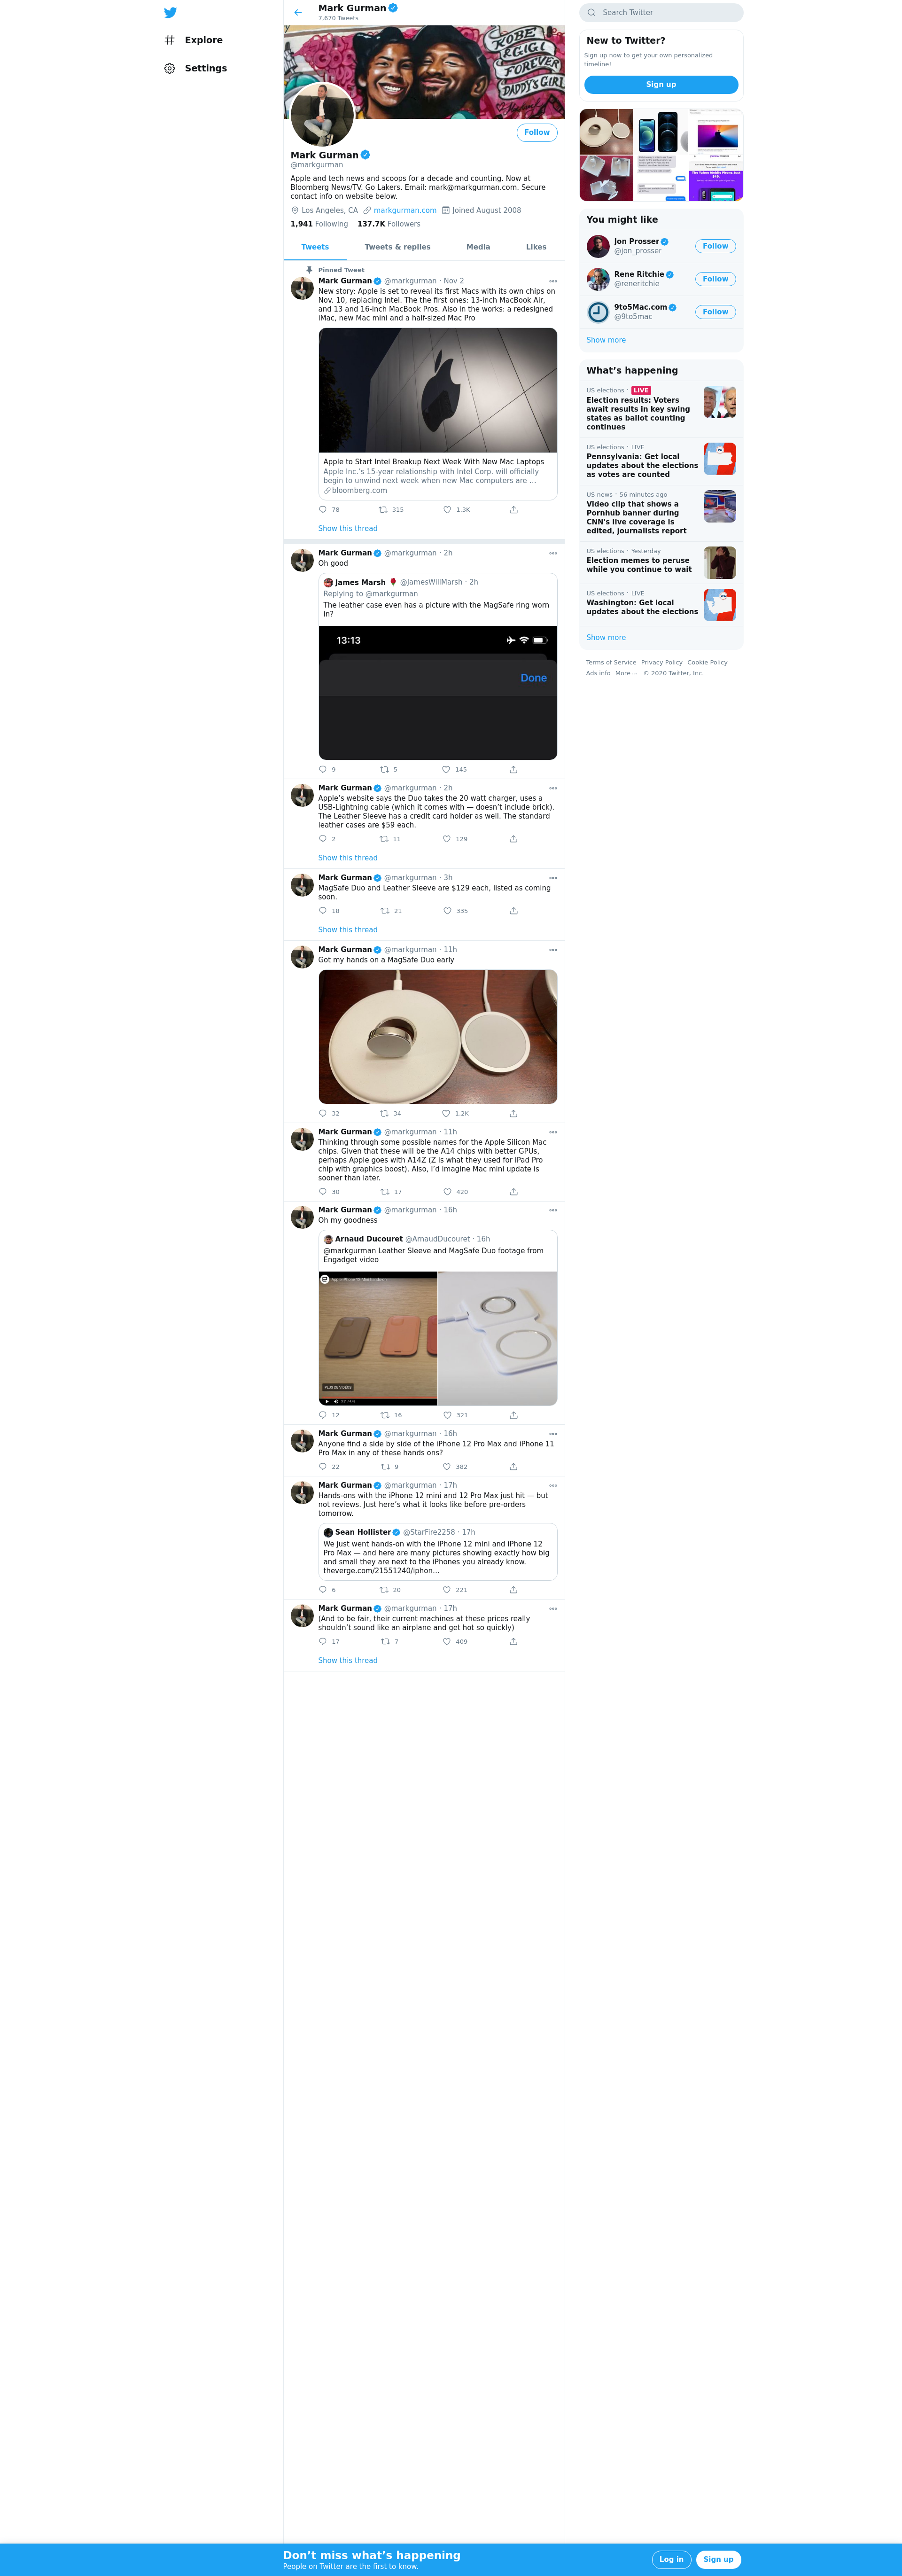 Explore
Settings
Mark Gurman
7,670 Tweets
KOBE
GIGI
FOREVER
DADDY'S GIRL
Follow
Mark Gurman
@markgurman
Apple and tech news and scoops for a decade and counting. Now at
Bloomberg News/TV. Go Lakers. Email: mark@markgurman.com. Secure
contact info on website below.
Los Angeles, CA markgurman.com Joined August 2008
1,941 Following 137.7K Followers
Tweets Tweets & replies Media Likes
Pinned Tweet
Mark Gurman @markgurman · Nov 2
New story: Apple is set to reveal its first Macs with its own chips on
Nov. 10, replacing Intel. The the first ones: 13-inch MacBook Air,
and 13 and 16-inch MacBook Pros. Also in the works: a redesigned
iMac, new Mac mini and a half-sized Mac Pro
Apple to Start Intel Breakup Next Week With New Mac Laptops
Apple Inc.'s 15-year relationship with Intel Corp. will officially
begin to unwind next week when new Mac computers are ...
bloomberg.com
78 315 1.3K
Show this thread
Mark Gurman @markgurman · 2h
Oh good
James Marsh @JamesWillMarsh · 2h
Replying to @markgurman
The leather case even has a picture with the MagSafe ring worn
in?
13:13
Done
9 5 145
Mark Gurman @markgurman · 2h
Apple's website says the Duo takes the 20 watt charger, uses a
USB-Lightning cable (which it comes with — doesn't include brick).
The Leather Sleeve has a credit card holder as well. The standard
leather cases are $59 each.
2 11 129
Show this thread
Mark Gurman @markgurman · 3h
MagSafe Duo and Leather Sleeve are $129 each, listed as coming
soon.
18 21 335
Show this thread
Mark Gurman @markgurman · 11h
Got my hands on a MagSafe Duo early
32 34 1.2K
Mark Gurman @markgurman · 11h
Thinking through some possible names for the Apple Silicon Mac
chips. Given that these will be the A14 chips with better GPUs,
perhaps Apple goes with A14Z (Z is what they used for iPad Pro
chip with graphics boost). Also, I'd imagine Mac mini update is
sooner than later.
30 17 420
Mark Gurman @markgurman · 16h
Oh my goodness
Arnaud Ducouret @ArnaudDucouret · 16h
@markgurman Leather Sleeve and MagSafe Duo footage from
Engadget video
PLUS DE VIDÉOS
12 16 321
Mark Gurman @markgurman · 16h
Anyone find a side by side of the iPhone 12 Pro Max and iPhone 11
Pro Max in any of these hands ons?
22 9 382
Mark Gurman @markgurman · 17h
Hands-ons with the iPhone 12 mini and 12 Pro Max just hit — but
not reviews. Just here's what it looks like before pre-orders
tomorrow.
Sean Hollister @StarFire2258 · 17h
We just went hands-on with the iPhone 12 mini and iPhone 12
Pro Max — and here are many pictures showing exactly how big
and small they are next to the iPhones you already know.
theverge.com/21551240/iphon...
6 20 221
Mark Gurman @markgurman · 17h
(And to be fair, their current machines at these prices really
shouldn't sound like an airplane and get hot so quickly)
17 7 409
Show this thread
Search Twitter
New to Twitter?
Sign up now to get your own personalized
timeline!
Sign up
You might like
Jon Prosser
@jon_prosser
Follow
Rene Ritchie
@reneritchie
Follow
9to5Mac.com
@9to5mac
Follow
Show more
What's happening
US elections · LIVE
Election results: Voters
await results in key swing
states as ballot counting
continues
US elections · LIVE
Pennsylvania: Get local
updates about the elections
as votes are counted
US news · 56 minutes ago
Video clip that shows a
Pornhub banner during
CNN's live coverage is
edited, journalists report
US elections · Yesterday
Election memes to peruse
while you continue to wait
US elections · LIVE
Washington: Get local
updates about the elections
Show more
Terms of Service Privacy Policy Cookie Policy
Ads info More © 2020 Twitter, Inc.
Don't miss what's happening
People on Twitter are the first to know.
Log in
Sign up